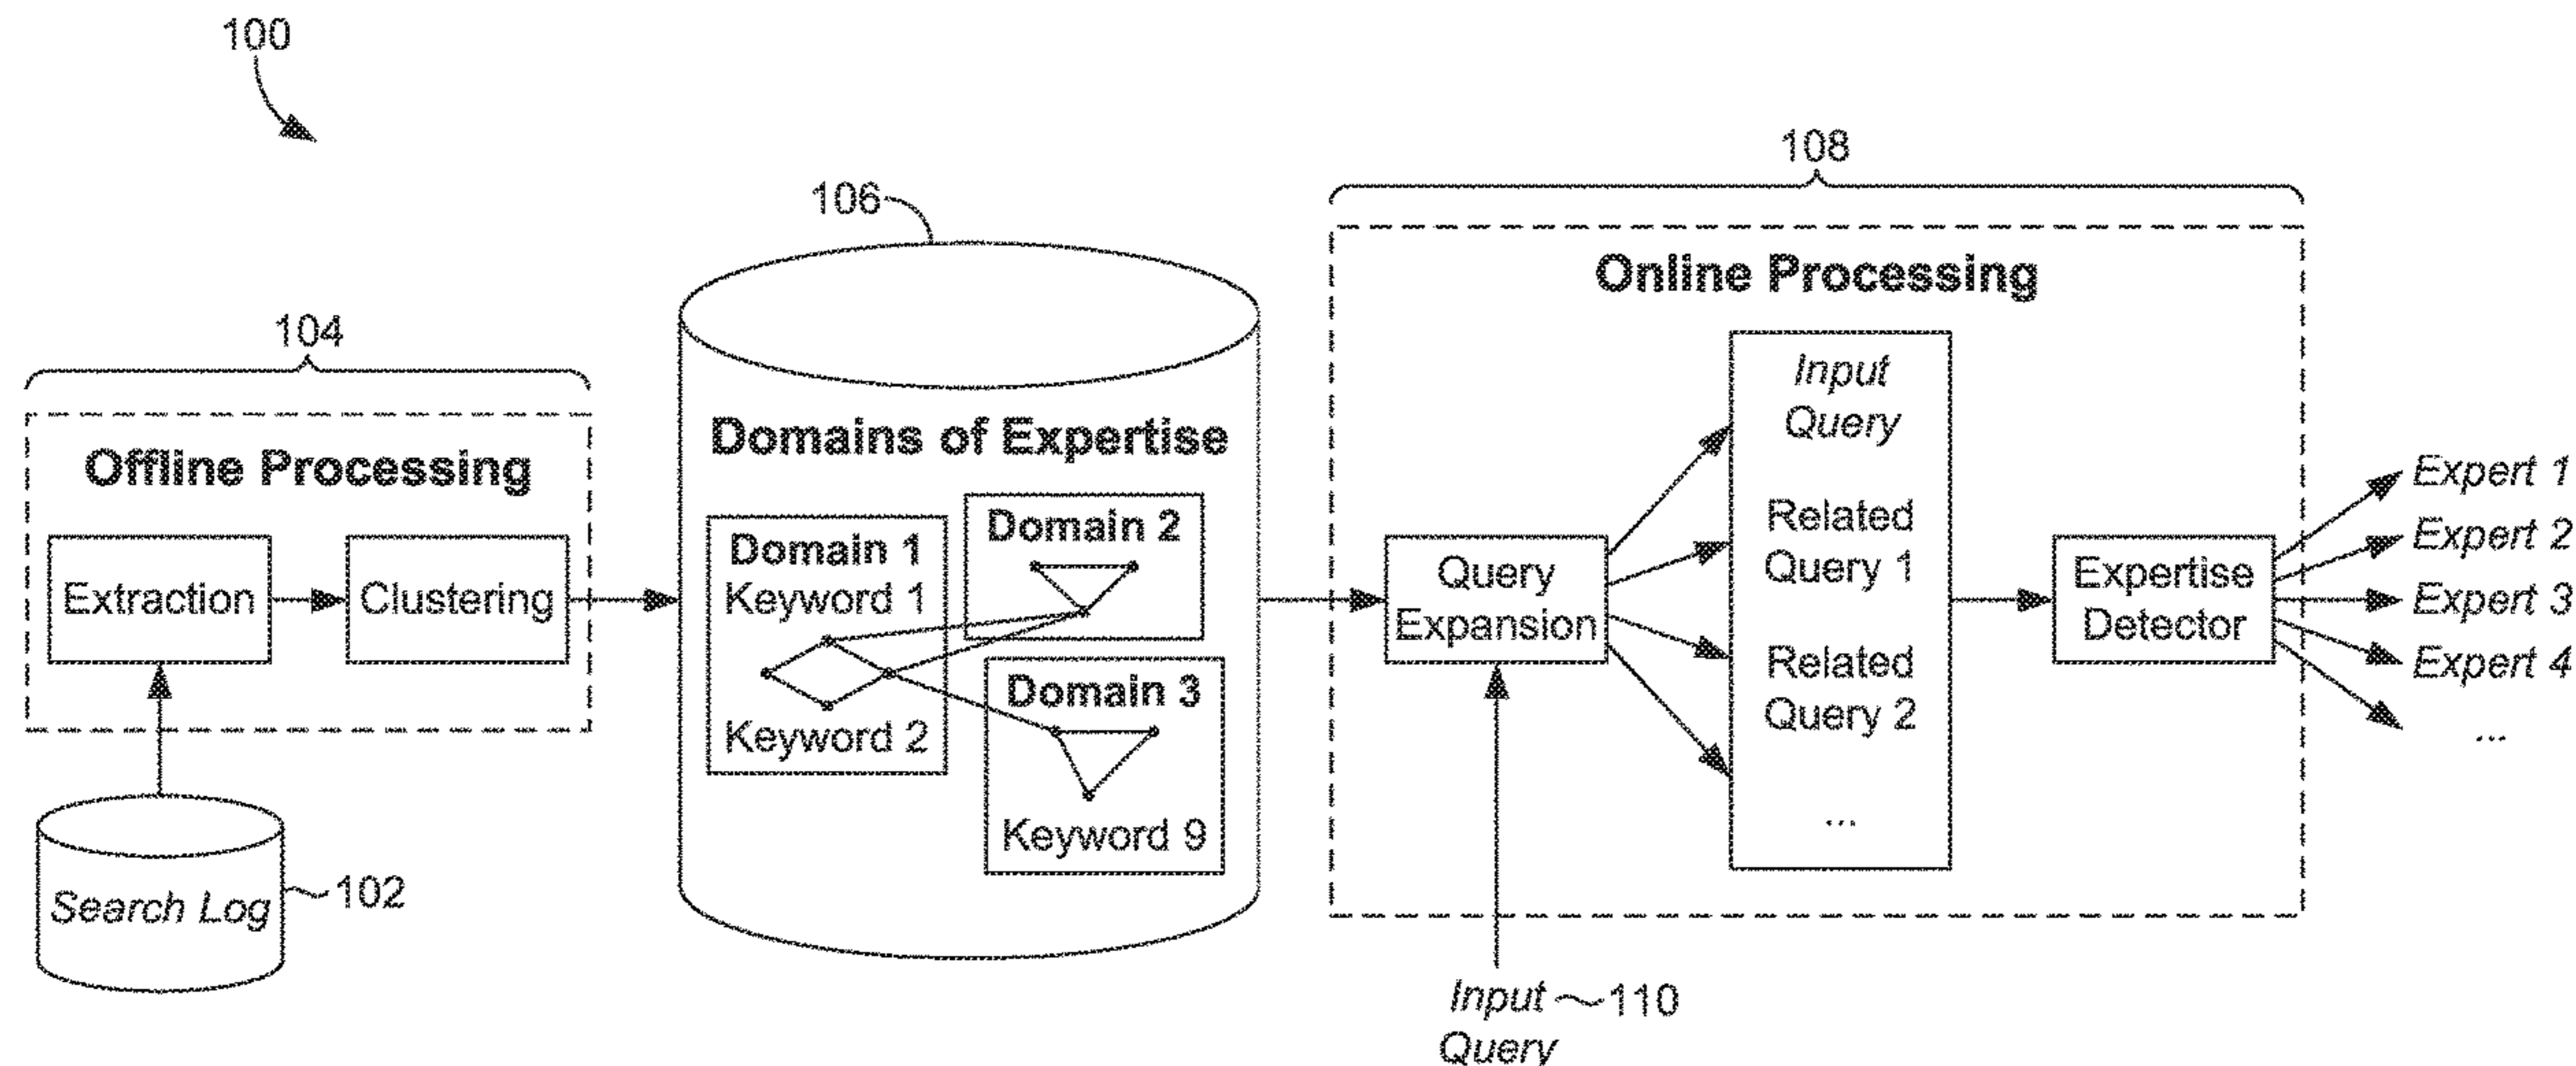 100
104
Offline Processing
Extraction
Clustering
Search Log
102
106
Domains of Expertise
Domain 1
Keyword 1
Keyword 2
Domain 2
Domain 3
Keyword 9
108
Online Processing
Query
Expansion
Input
Query
Related
Query 1
Related
Query 2
...
Expertise
Detector
Expert 1
Expert 2
Expert 3
Expert 4
...
Input
Query
110